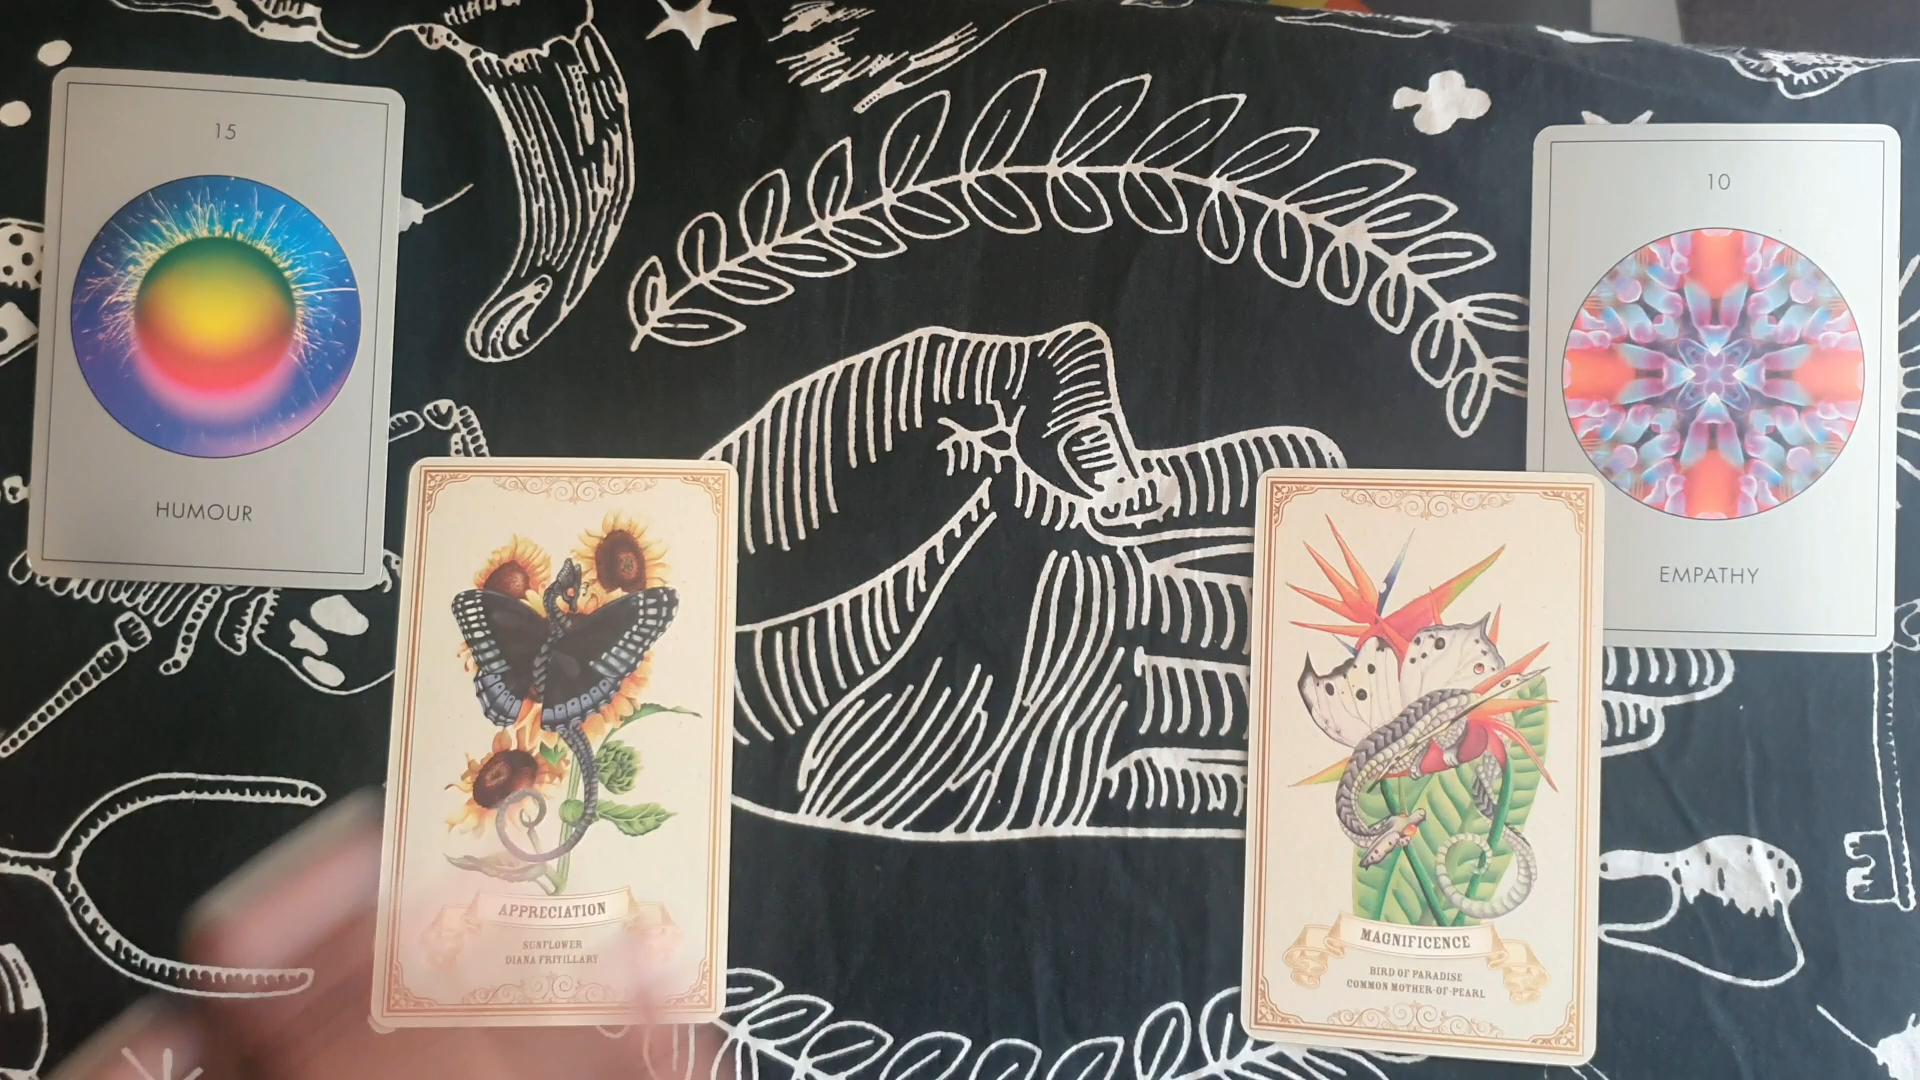 15
HUMOUR
APPRECIATION
SUNFLOWER
DIANA FRITILLARY
MAGNIFICENCE
BIRD OF PARADISE
COMMON MOTHER-OF-PEARL
10
EMPATHY